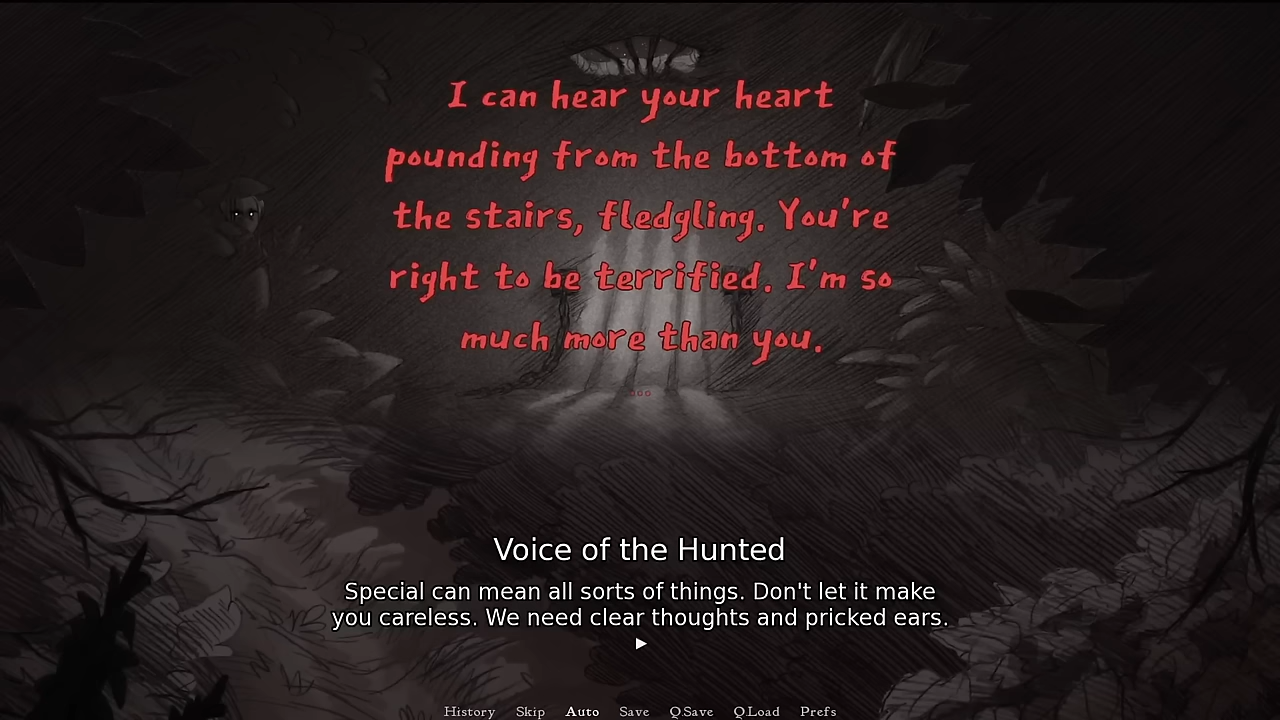 I can hear your heart
pounding from the bottom of
the stairs, fledgling. You're
right to be terrified. I'm so
much more than you.
...
Voice of the Hunted
Special can mean all sorts of things. Don't let it make
you careless. We need clear thoughts and pricked ears.
History Skip Auto Save Q.Save Q.Load Prefs